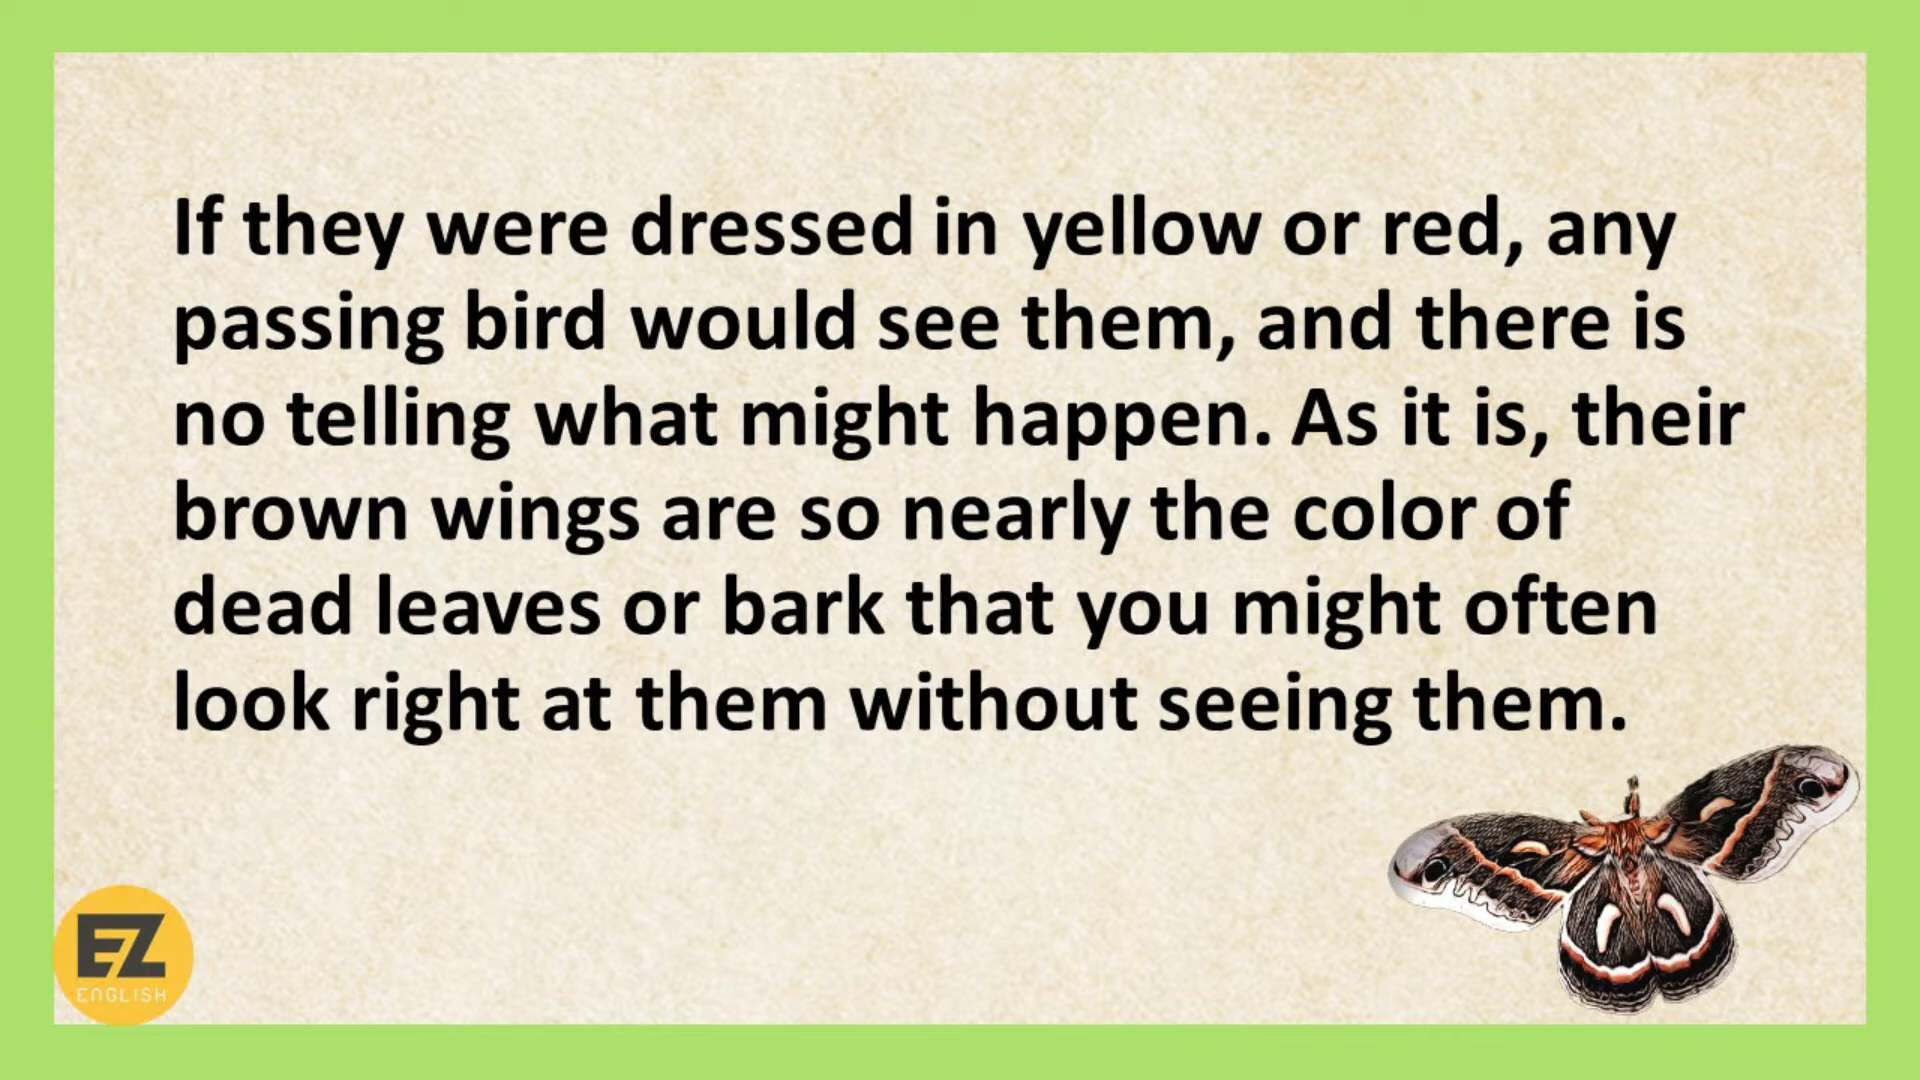 If they were dressed in yellow or red, any
passing bird would see them, and there is
no telling what might happen. As it is, their
brown wings are so nearly the color of
dead leaves or bark that you might often
look right at them without seeing them.
EZ
ENGLISH